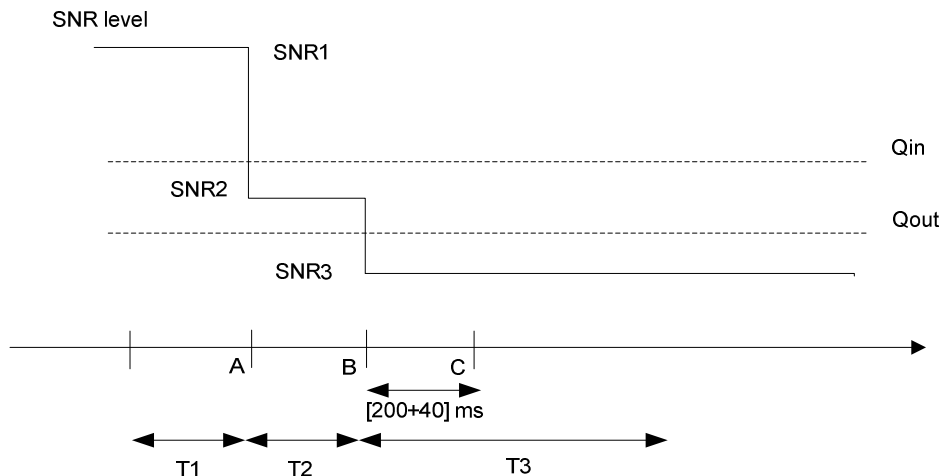 SNR level
SNR1
Qin
SNR2
Qout
SNR3
A
B
C
[200+40] ms
T1
T2
T3